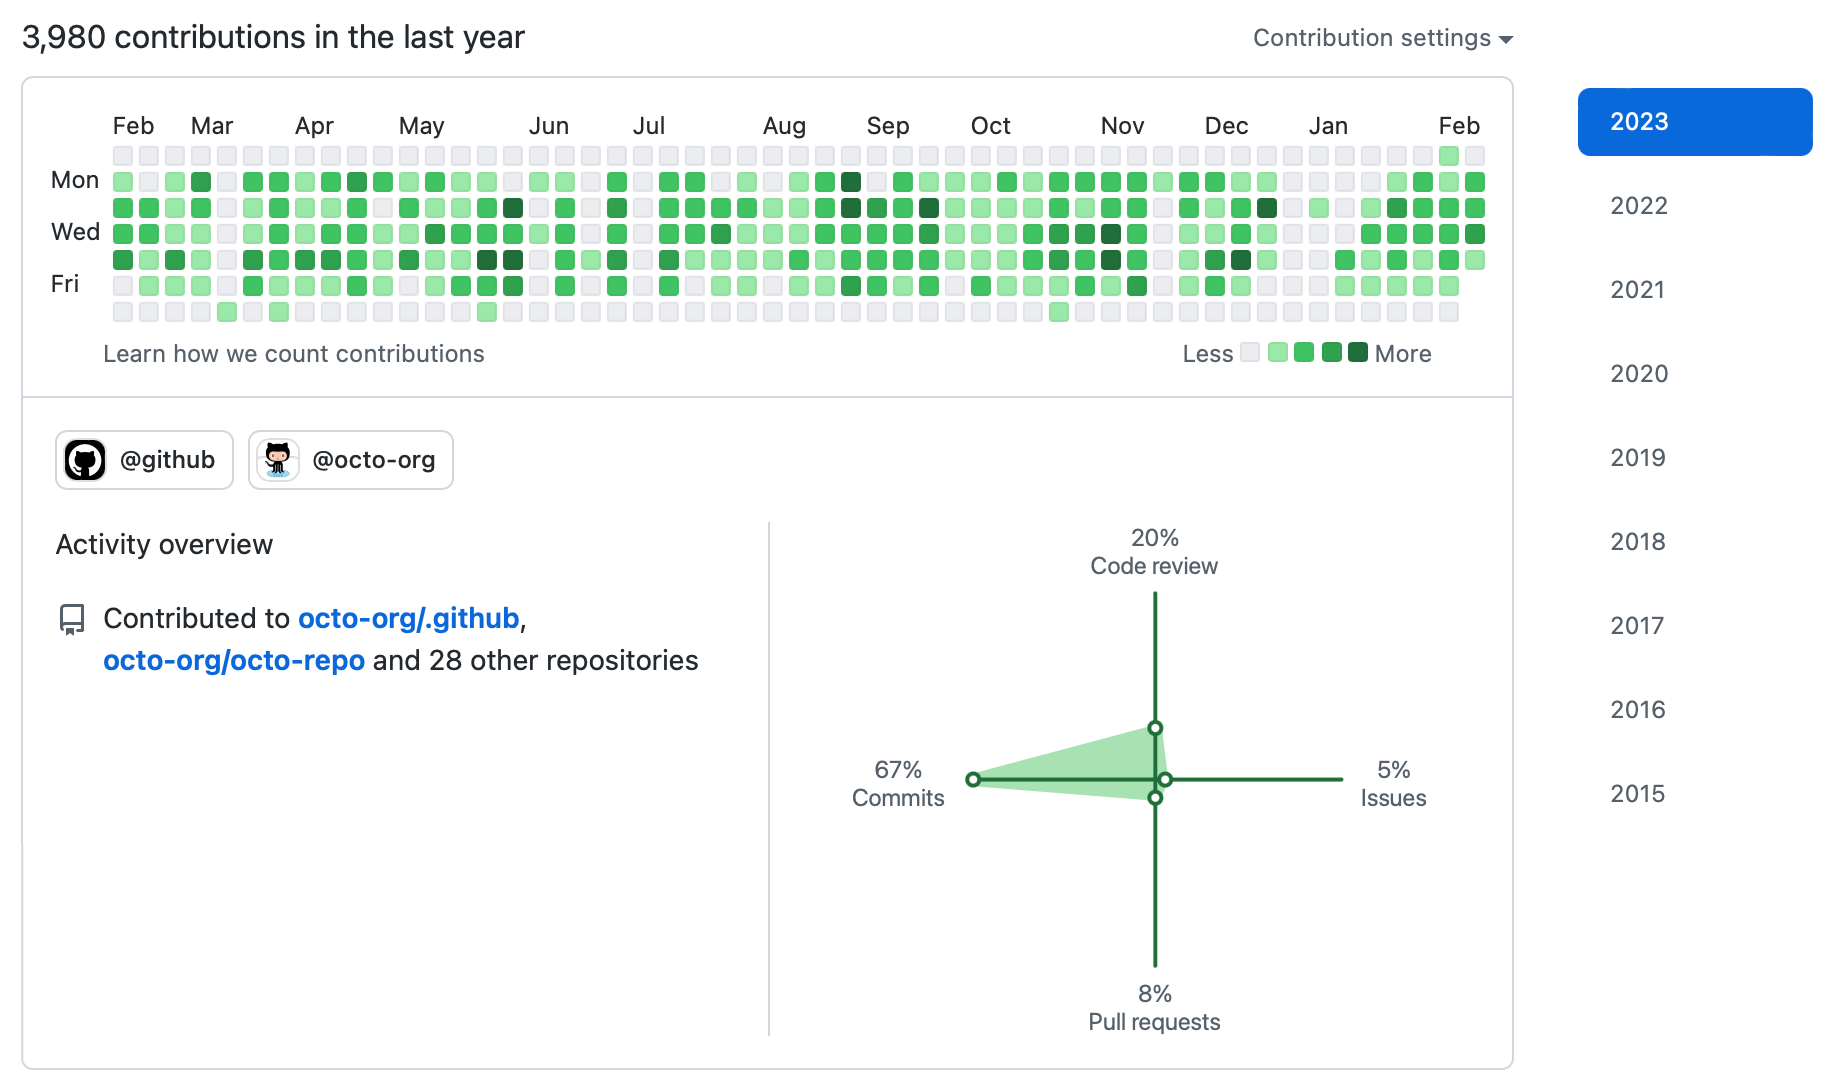 3,980 contributions in the last year
Contribution settings
Feb Mar Apr May Jun Jul Aug Sep Oct Nov Dec Jan Feb
Mon
Wed
Fri
Learn how we count contributions
Less More
@github @octo-org
Activity overview
Contributed to octo-org/.github,
octo-org/octo-repo and 28 other repositories
20%
Code review
67%
Commits
5%
Issues
8%
Pull requests
2023
2022
2021
2020
2019
2018
2017
2016
2015